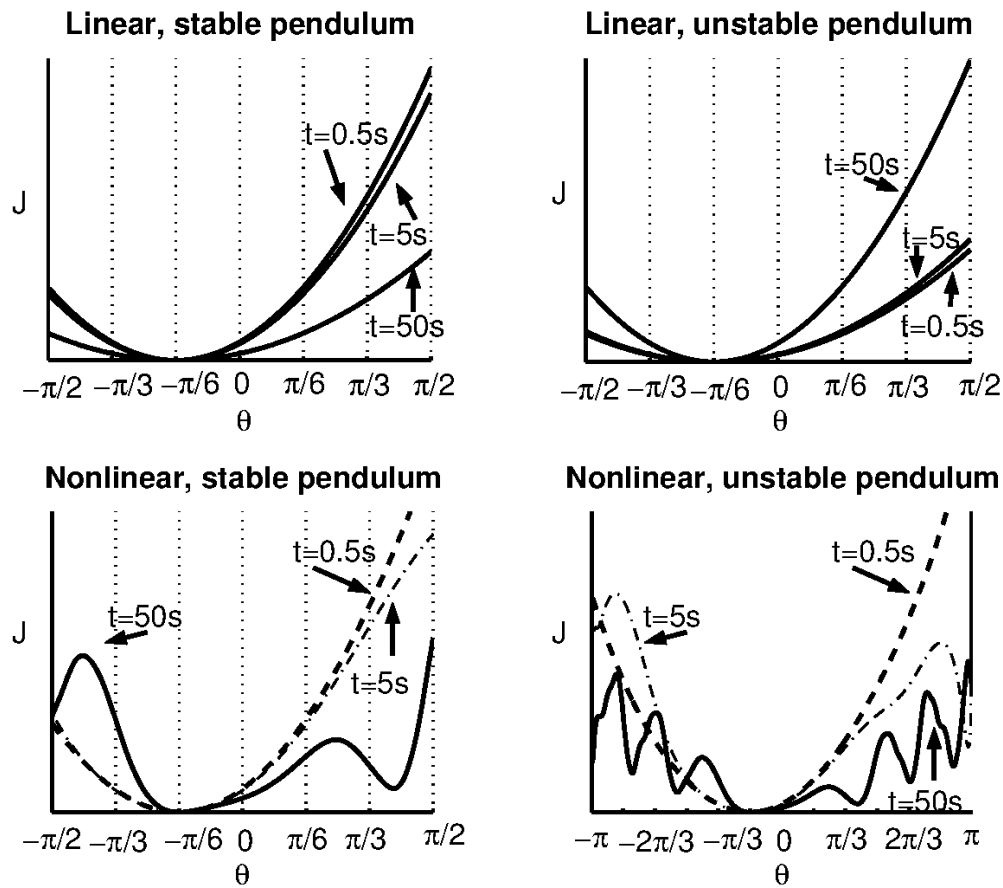 Linear, stable pendulum
t=0.5s
J
t=5s
t=50s
−π/2 −π/3 −π/6 0 π/6 π/3 π/2
θ
Linear, unstable pendulum
t=50s
J
t=5s
t=0.5s
−π/2 −π/3 −π/6 0 π/6 π/3 π/2
θ
Nonlinear, stable pendulum
t=0.5s
t=50s
J
t=5s
−π/2 −π/3 −π/6 0 π/6 π/3 π/2
θ
Nonlinear, unstable pendulum
t=0.5s
t=5s
J
t=50s
−π −2π/3 −π/3 0 π/3 2π/3 π
θ